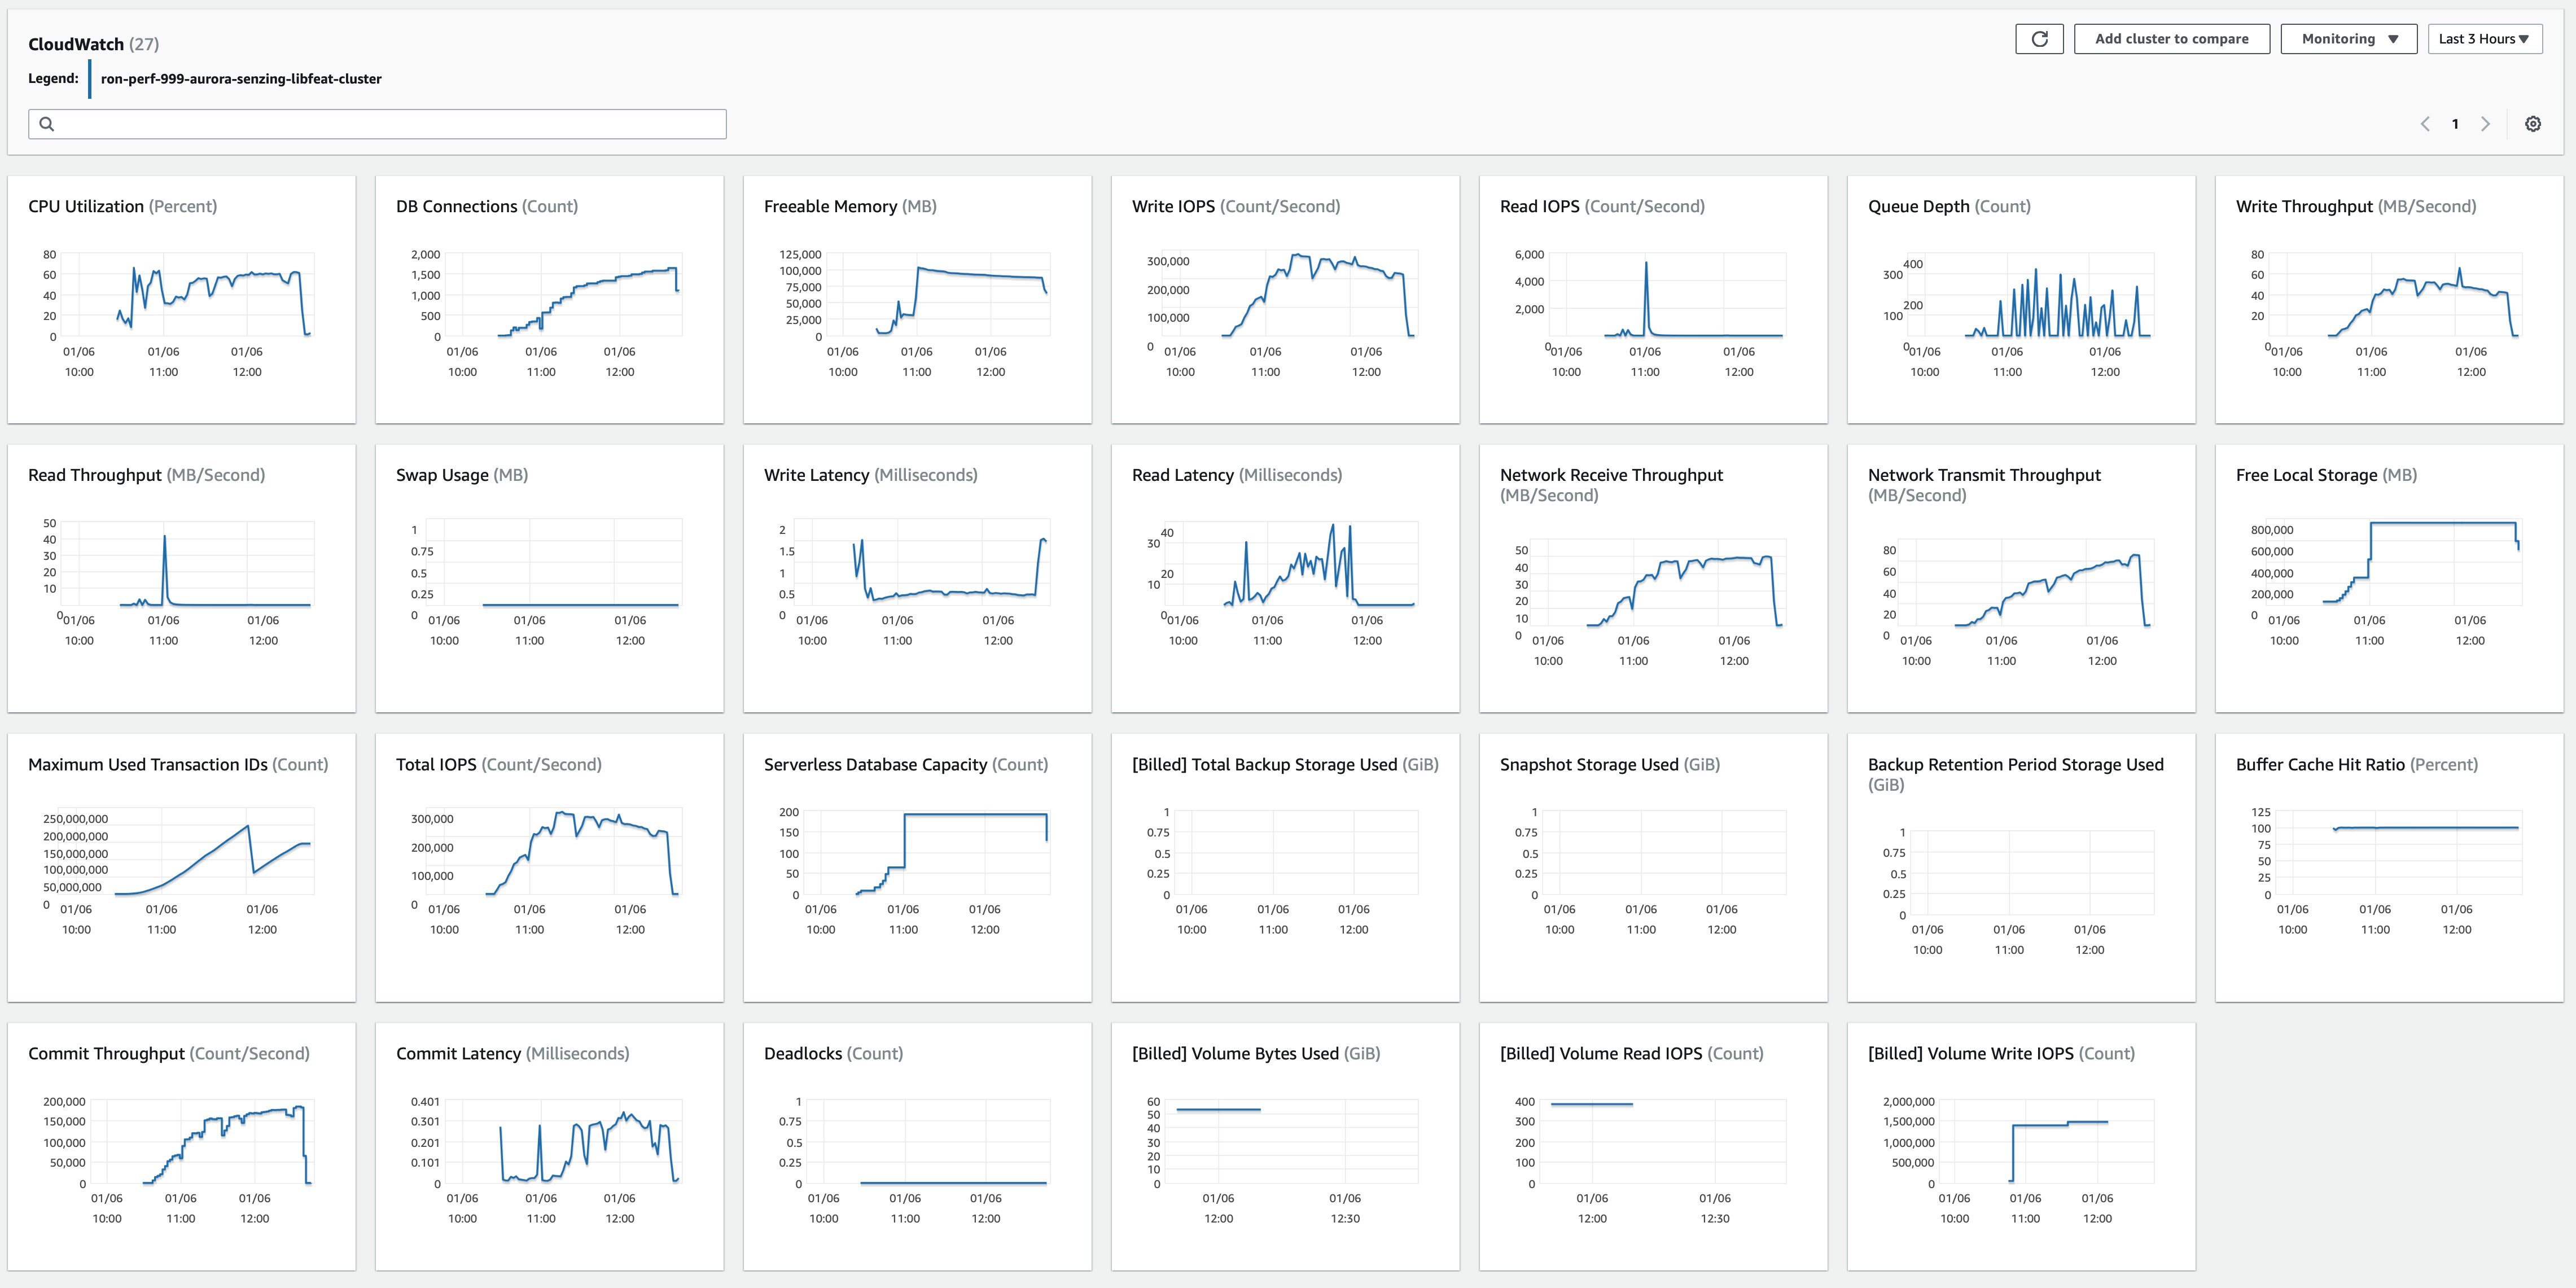 CloudWatch (27)
Add cluster to compare
Monitoring
Last 3 Hours
Legend:
ron-perf-999-aurora-senzing-libfeat-cluster
1
CPU Utilization (Percent)
80
60
40
20
0
01/06 01/06 01/06
10:00 11:00 12:00
DB Connections (Count)
2,000
1,500
1,000
500
0
01/06 01/06 01/06
10:00 11:00 12:00
Freeable Memory (MB)
125,000
100,000
75,000
50,000
25,000
0
01/06 01/06 01/06
10:00 11:00 12:00
Write IOPS (Count/Second)
300,000
200,000
100,000
0
01/06 01/06 01/06
10:00 11:00 12:00
Read IOPS (Count/Second)
6,000
4,000
2,000
0
01/06 01/06 01/06
10:00 11:00 12:00
Queue Depth (Count)
400
300
200
100
0
01/06 01/06 01/06
10:00 11:00 12:00
Write Throughput (MB/Second)
80
60
40
20
0
01/06 01/06 01/06
10:00 11:00 12:00
Read Throughput (MB/Second)
50
40
30
20
10
0
01/06 01/06 01/06
10:00 11:00 12:00
Swap Usage (MB)
1
0.75
0.5
0.25
0
01/06 01/06 01/06
10:00 11:00 12:00
Write Latency (Milliseconds)
2
1.5
1
0.5
0
01/06 01/06 01/06
10:00 11:00 12:00
Read Latency (Milliseconds)
40
30
20
10
0
01/06 01/06 01/06
10:00 11:00 12:00
Network Receive Throughput
(MB/Second)
50
40
30
20
10
0
01/06 01/06 01/06
10:00 11:00 12:00
Network Transmit Throughput
(MB/Second)
80
60
40
20
0
01/06 01/06 01/06
10:00 11:00 12:00
Free Local Storage (MB)
800,000
600,000
400,000
200,000
0
01/06 01/06 01/06
10:00 11:00 12:00
Maximum Used Transaction IDs (Count)
250,000,000
200,000,000
150,000,000
100,000,000
50,000,000
0
01/06 01/06 01/06
10:00 11:00 12:00
Total IOPS (Count/Second)
300,000
200,000
100,000
0
01/06 01/06 01/06
10:00 11:00 12:00
Serverless Database Capacity (Count)
200
150
100
50
0
01/06 01/06 01/06
10:00 11:00 12:00
[Billed] Total Backup Storage Used (GiB)
1
0.75
0.5
0.25
0
01/06 01/06 01/06
10:00 11:00 12:00
Snapshot Storage Used (GiB)
1
0.75
0.5
0.25
0
01/06 01/06 01/06
10:00 11:00 12:00
Backup Retention Period Storage Used
(GiB)
1
0.75
0.5
0.25
0
01/06 01/06 01/06
10:00 11:00 12:00
Buffer Cache Hit Ratio (Percent)
125
100
75
50
25
0
01/06 01/06 01/06
10:00 11:00 12:00
Commit Throughput (Count/Second)
200,000
150,000
100,000
50,000
0
01/06 01/06 01/06
10:00 11:00 12:00
Commit Latency (Milliseconds)
0.401
0.301
0.201
0.101
0
01/06 01/06 01/06
10:00 11:00 12:00
Deadlocks (Count)
1
0.75
0.5
0.25
0
01/06 01/06 01/06
10:00 11:00 12:00
[Billed] Volume Bytes Used (GiB)
60
50
40
30
20
10
0
01/06 01/06
12:00 12:30
[Billed] Volume Read IOPS (Count)
400
300
200
100
0
01/06 01/06
12:00 12:30
[Billed] Volume Write IOPS (Count)
2,000,000
1,500,000
1,000,000
500,000
0
01/06 01/06 01/06
10:00 11:00 12:00